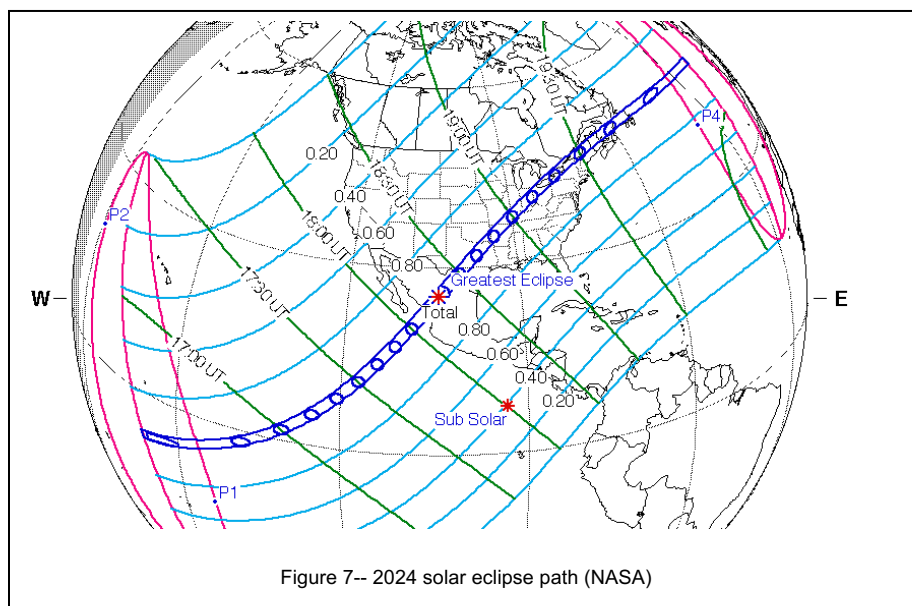 19:30 UT
P4
19:00 UT
0.20
18:30 UT
0.40
P2
0.60
18:00 UT
0.80
17:30 UT
Greatest Eclipse
W
E
Total
0.80
17:00 UT
0.60
0.40
0.20
Sub Solar
P1
Figure 7-- 2024 solar eclipse path (NASA)